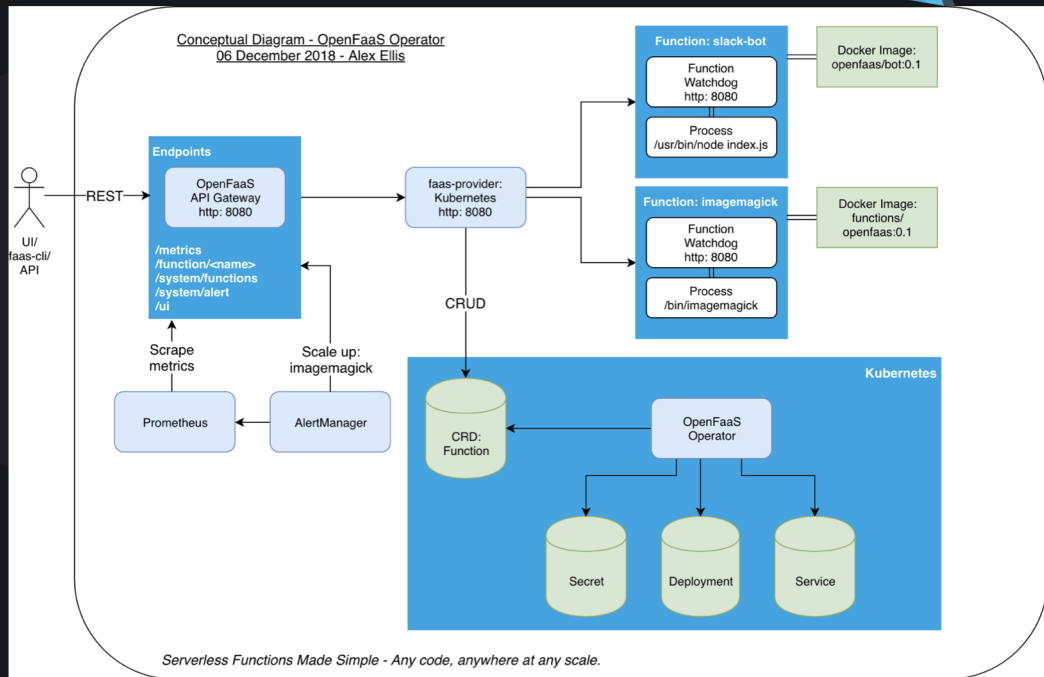 Conceptual Diagram - OpenFaaS Operator
06 December 2018 - Alex Ellis
UI/
faas-cli/
API
REST
Endpoints
OpenFaaS
API Gateway
http: 8080
/metrics
/function/<name>
/system/functions
/system/alert
/ui
Scrape
metrics
Scale up:
imagemagick
Prometheus
AlertManager
faas-provider:
Kubernetes
http: 8080
CRUD
Function: slack-bot
Function
Watchdog
http: 8080
Process
/usr/bin/node index.js
Docker Image:
openfaas/bot:0.1
Function: imagemagick
Function
Watchdog
http: 8080
Process
/bin/imagemagick
Docker Image:
functions/
openfaas:0.1
Kubernetes
CRD:
Function
OpenFaaS
Operator
Secret
Deployment
Service
Serverless Functions Made Simple - Any code, anywhere at any scale.